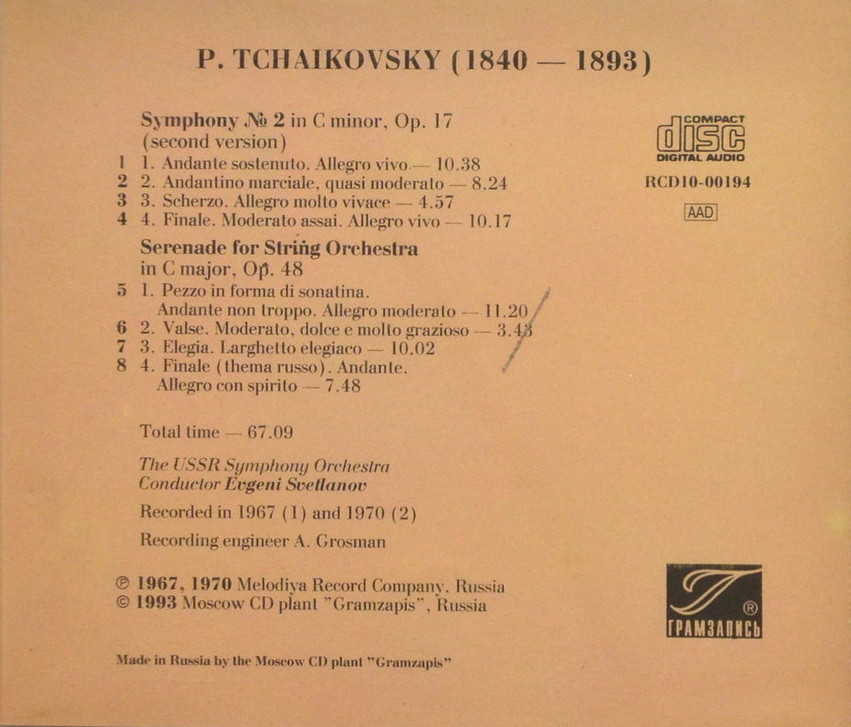 P. TCHAIKOVSKY (1840 — 1893)
Symphony № 2 in C minor, Op. 17
(second version)
1 1. Andante sostenuto. Allegro vivo — 10.38
2 2. Andantino marciale, quasi moderato — 8.24
3 3. Scherzo. Allegro molto vivace — 4.57
4 4. Finale. Moderato assai. Allegro vivo — 10.17
Serenade for String Orchestra
in C major, Op. 48
5 1. Pezzo in forma di sonatina.
Andante non troppo. Allegro moderato — 11.20
6 2. Valse. Moderato, dolce e molto grazioso — 3.43
7 3. Elegia. Larghetto elegiaco — 10.02
8 4. Finale (thema russo). Andante.
Allegro con spirito — 7.48
Total time — 67.09
The USSR Symphony Orchestra
Conductor Evgeni Svetlanov
Recorded in 1967 (1) and 1970 (2)
Recording engineer A. Grosman
℗ 1967, 1970 Melodiya Record Company, Russia
© 1993 Moscow CD plant "Gramzapis", Russia
Made in Russia by the Moscow CD plant "Gramzapis"
COMPACT
disc
DIGITAL AUDIO
RCD10-00194
AAD
®
ГРАМЗАПИСЬ